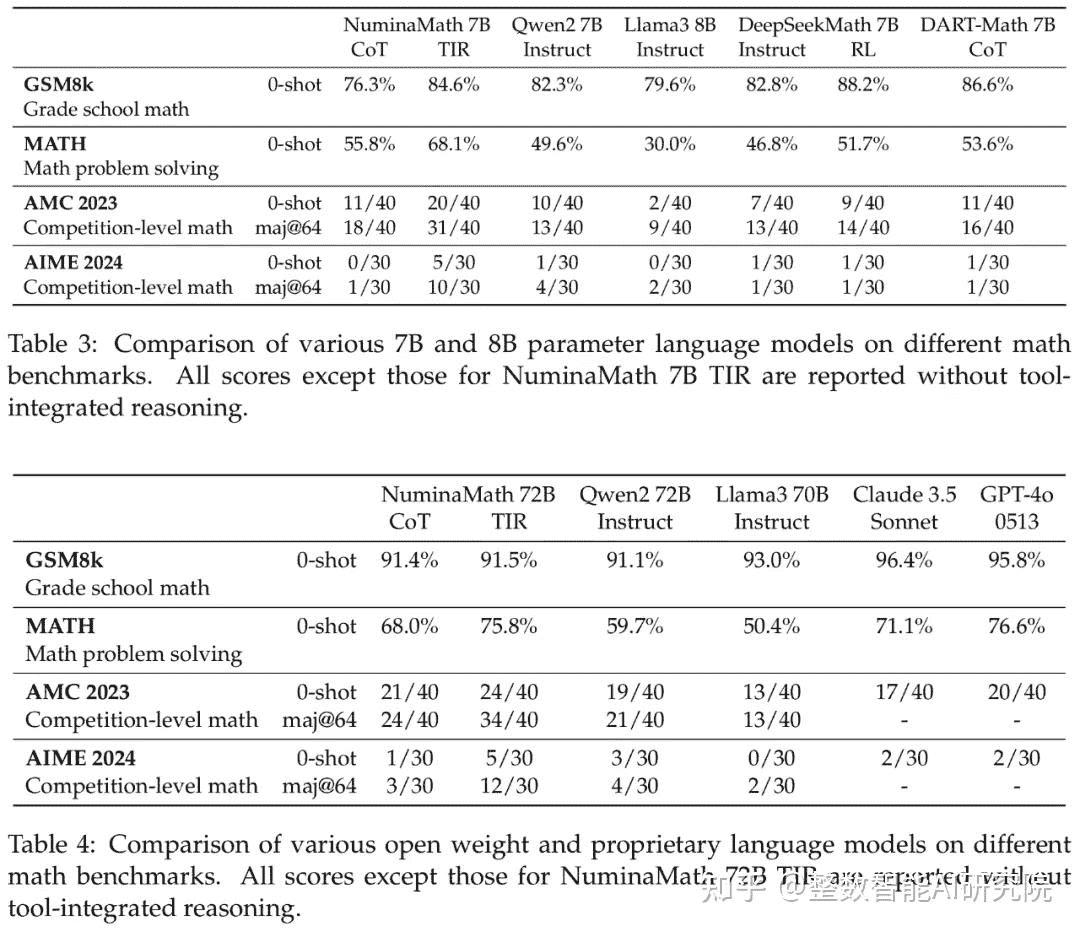 NuminaMath 7B Qwen2 7B Llama3 8B DeepSeekMath 7B DART-Math 7B
CoT TIR Instruct Instruct Instruct RL CoT
GSM8k 0-shot 76.3% 84.6% 82.3% 79.6% 82.8% 88.2% 86.6%
Grade school math
MATH 0-shot 55.8% 68.1% 49.6% 30.0% 46.8% 51.7% 53.6%
Math problem solving
AMC 2023 0-shot 11/40 20/40 10/40 2/40 7/40 9/40 11/40
Competition-level math maj@64 18/40 31/40 13/40 9/40 13/40 14/40 16/40
AIME 2024 0-shot 0/30 5/30 1/30 0/30 1/30 1/30 1/30
Competition-level math maj@64 1/30 10/30 4/30 2/30 1/30 1/30 1/30
Table 3: Comparison of various 7B and 8B parameter language models on different math
benchmarks. All scores except those for NuminaMath 7B TIR are reported without tool-
integrated reasoning.
NuminaMath 72B Qwen2 72B Llama3 70B Claude 3.5 GPT-4o
CoT TIR Instruct Instruct Sonnet 0513
GSM8k 0-shot 91.4% 91.5% 91.1% 93.0% 96.4% 95.8%
Grade school math
MATH 0-shot 68.0% 75.8% 59.7% 50.4% 71.1% 76.6%
Math problem solving
AMC 2023 0-shot 21/40 24/40 19/40 13/40 17/40 20/40
Competition-level math maj@64 24/40 34/40 21/40 13/40 - -
AIME 2024 0-shot 1/30 5/30 3/30 0/30 2/30 2/30
Competition-level math maj@64 3/30 12/30 4/30 2/30 - -
Table 4: Comparison of various open weight and proprietary language models on different
math benchmarks. All scores except those for NuminaMath 72B TIR are reported without
tool-integrated reasoning.
知乎 @整数智能AI研究院